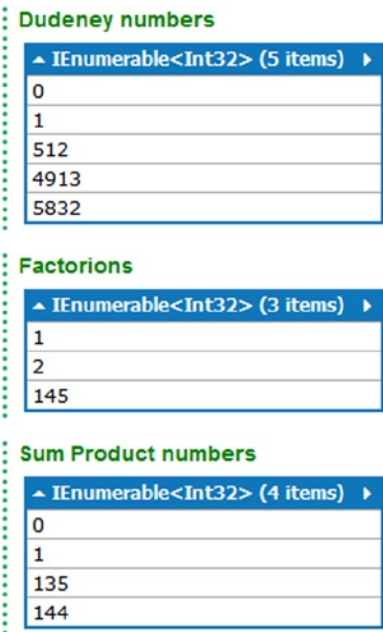 Dudeney numbers
IEnumerable<Int32> (5 items)
0
1
512
4913
5832
Factorions
IEnumerable<Int32> (3 items)
1
2
145
Sum Product numbers
IEnumerable<Int32> (4 items)
0
1
135
144